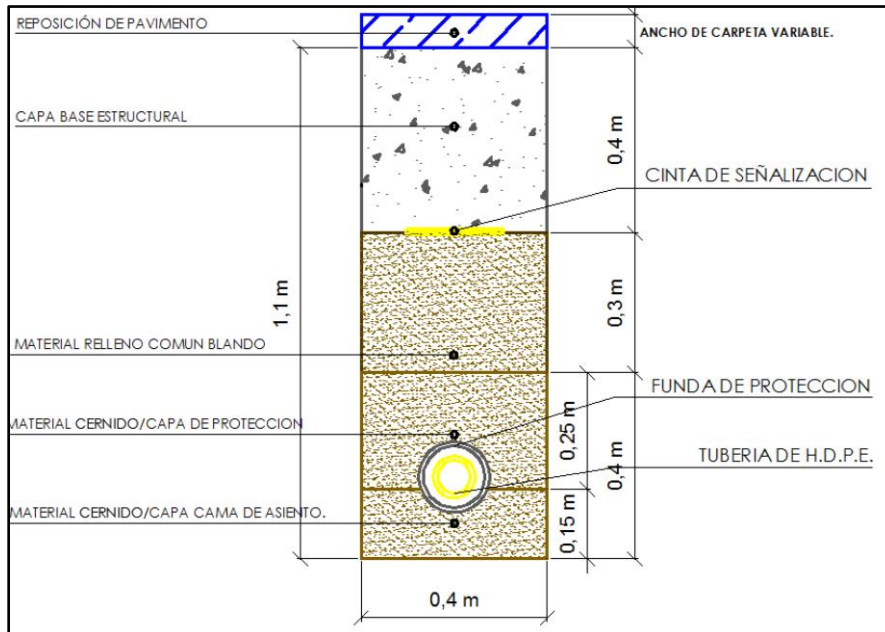 REPOSICIÓN DE PAVIMENTO
ANCHO DE CARPETA VARIABLE.
CAPA BASE ESTRUCTURAL
0,4 m
CINTA DE SEÑALIZACION
1,1 m
0,3 m
MATERIAL RELLENO COMUN BLANDO
FUNDA DE PROTECCION
0,25 m
MATERIAL CERNIDO/CAPA DE PROTECCION
TUBERIA DE H.D.P.E.
0,4 m
MATERIAL CERNIDO/CAPA CAMA DE ASIENTO.
0,15 m
0,4 m